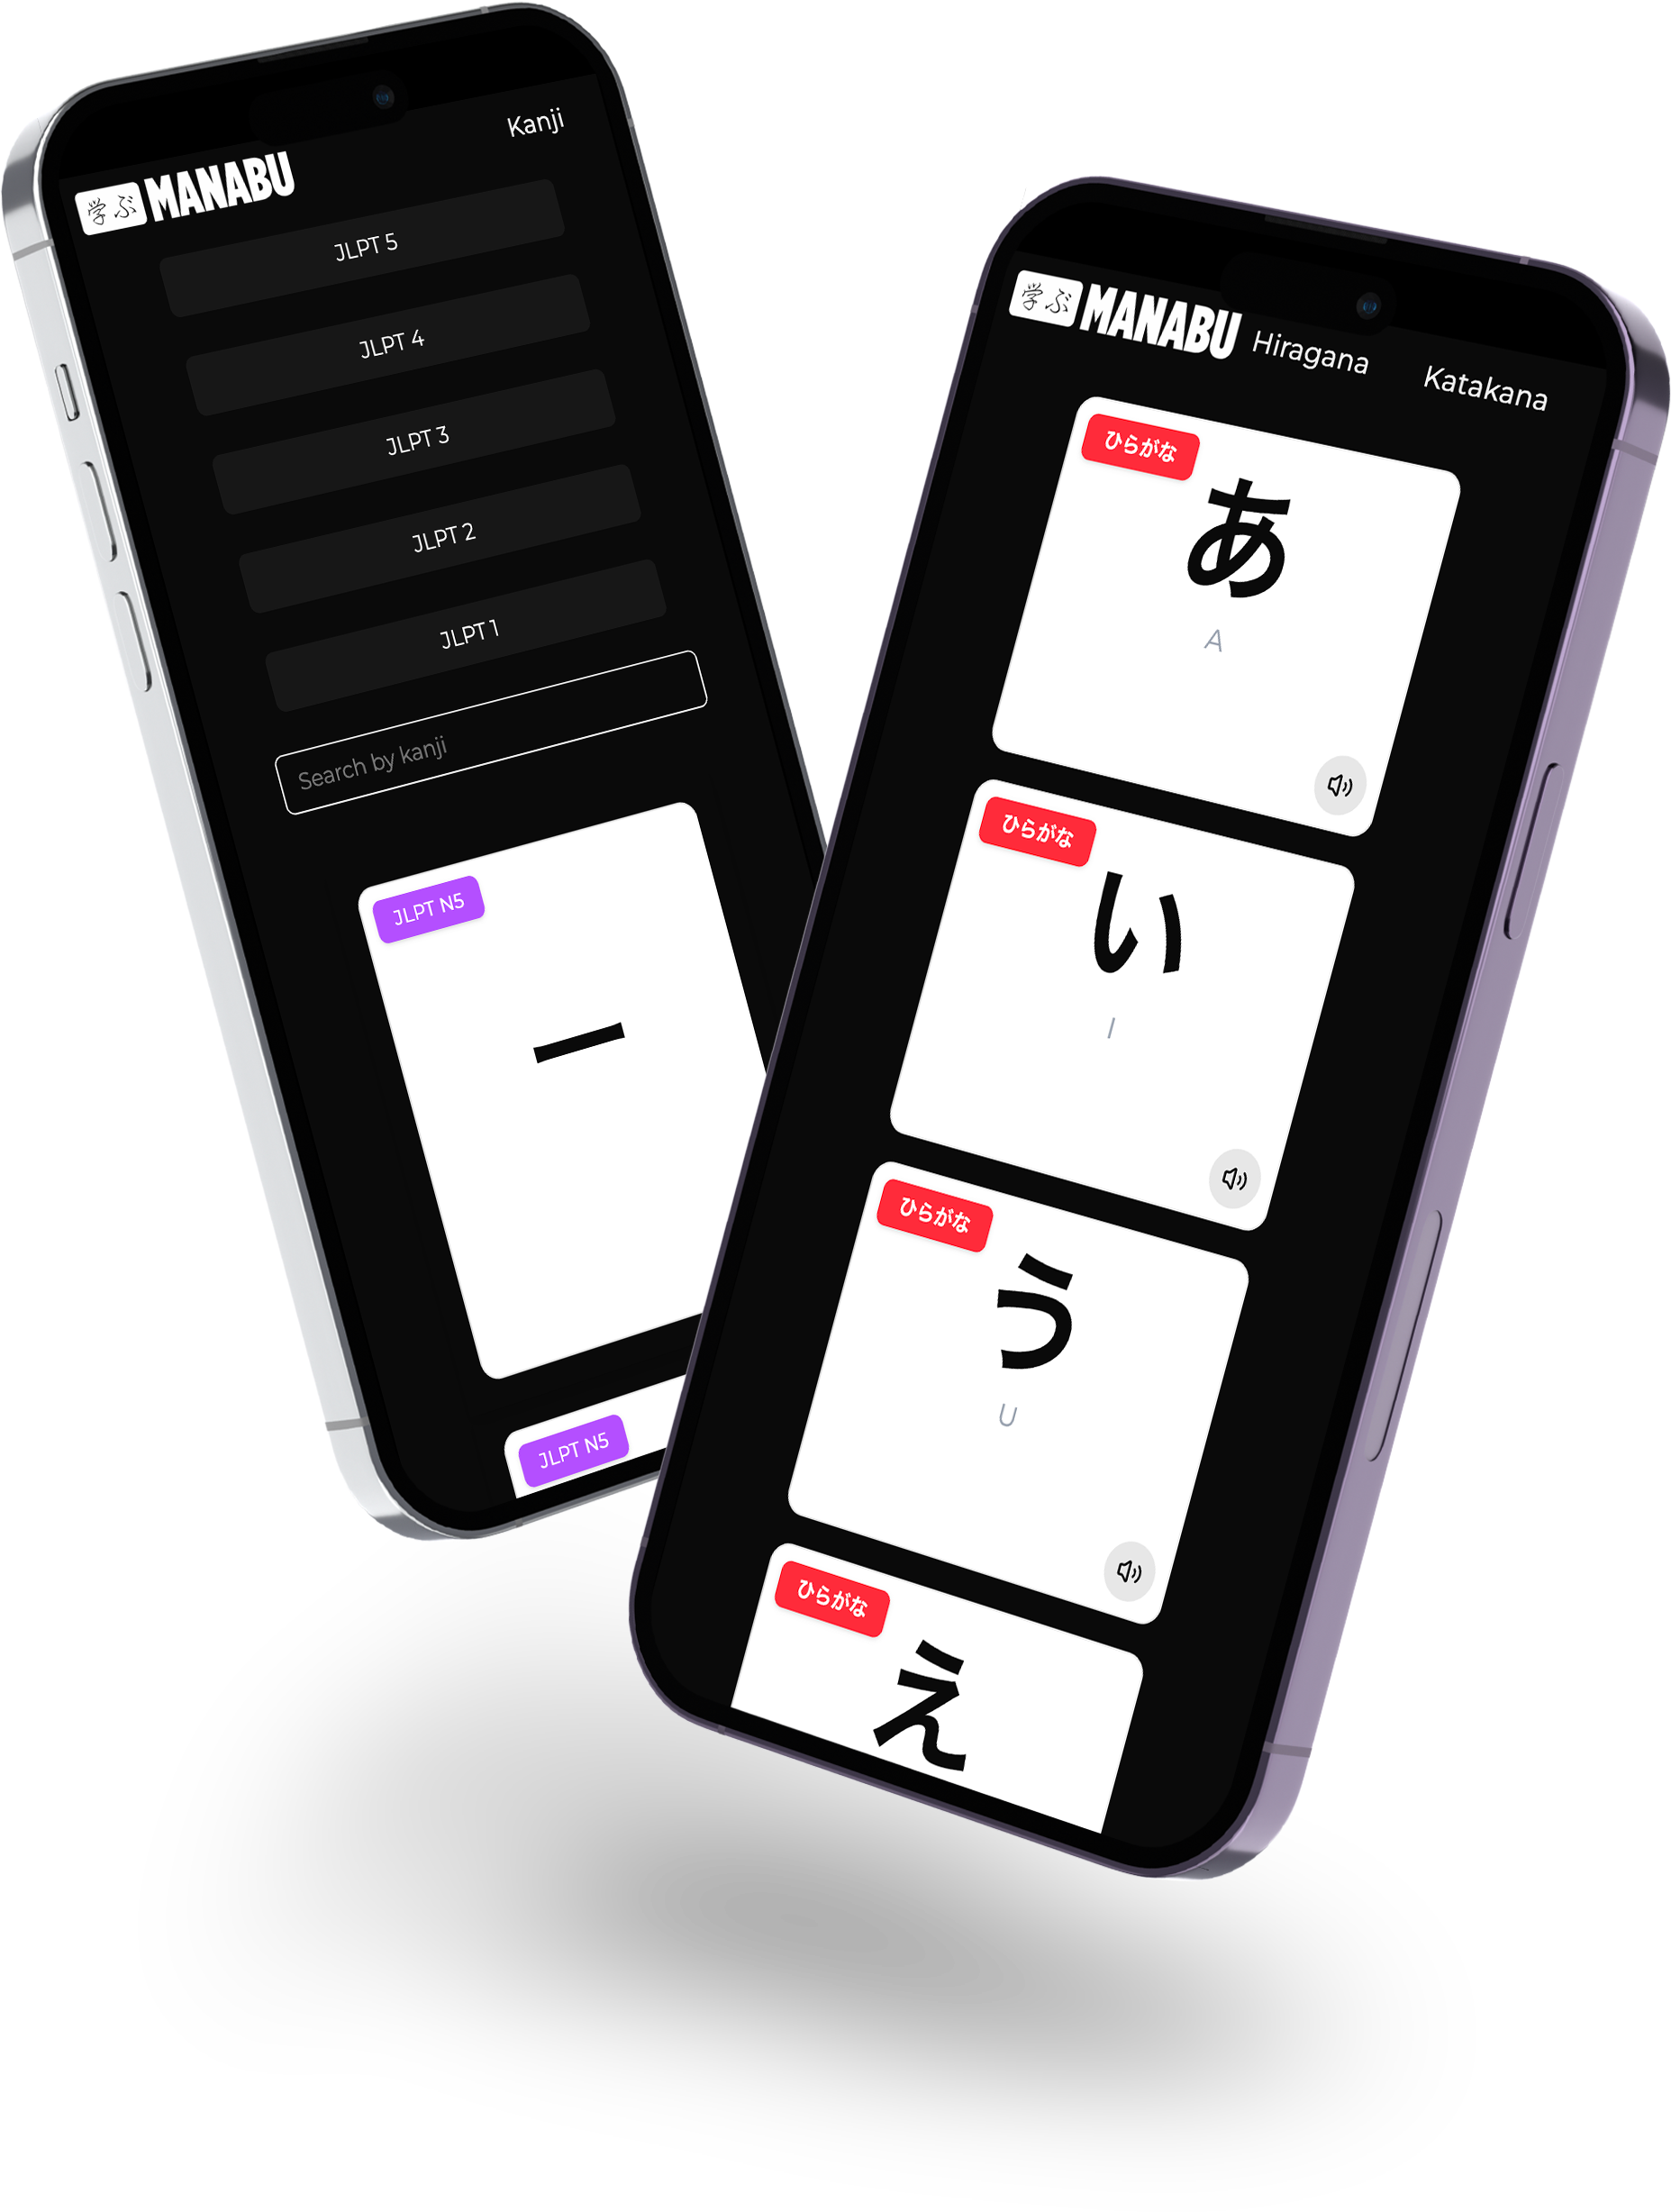 Kanji
学ぶ MANABU
JLPT 5
JLPT 4
JLPT 3
JLPT 2
JLPT 1
Search by kanji
JLPT N5
一
JLPT N5
学ぶ MANABU Hiragana Katakana
ひらがな
あ
A
ひらがな
い
I
ひらがな
う
U
ひらがな
え